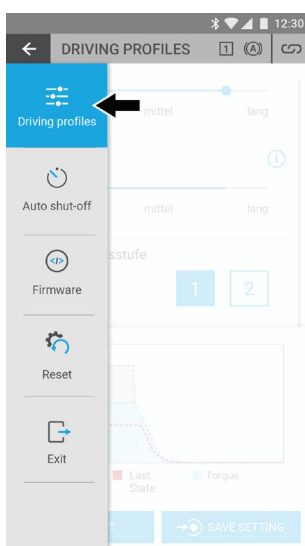 12:30
DRIVING PROFILES
1
(A)
Driving profiles
mittel
lang
i
Auto shut-off
mittel
lang
sstufe
</>
Firmware
1
2
Reset
Exit
Last
State
Torque
T
SAVE SETTING